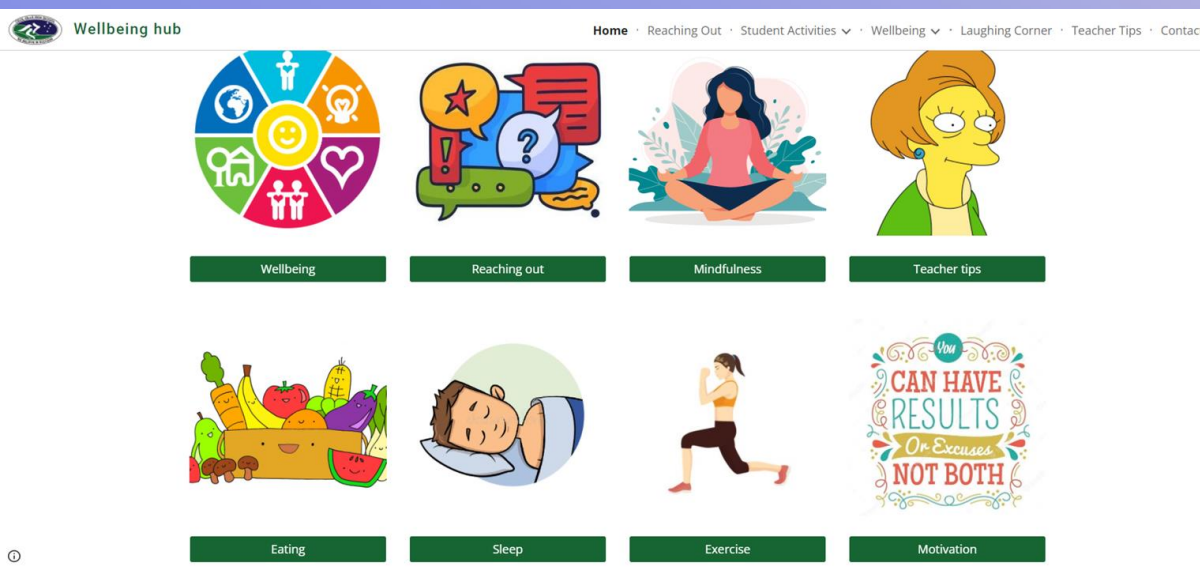 Wellbeing hub
Home · Reaching Out · Student Activities · Wellbeing · Laughing Corner · Teacher Tips · Contac
Wellbeing
Reaching out
Mindfulness
Teacher tips
You
CAN HAVE
RESULTS
Or Excuses
NOT BOTH
Eating
Sleep
Exercise
Motivation